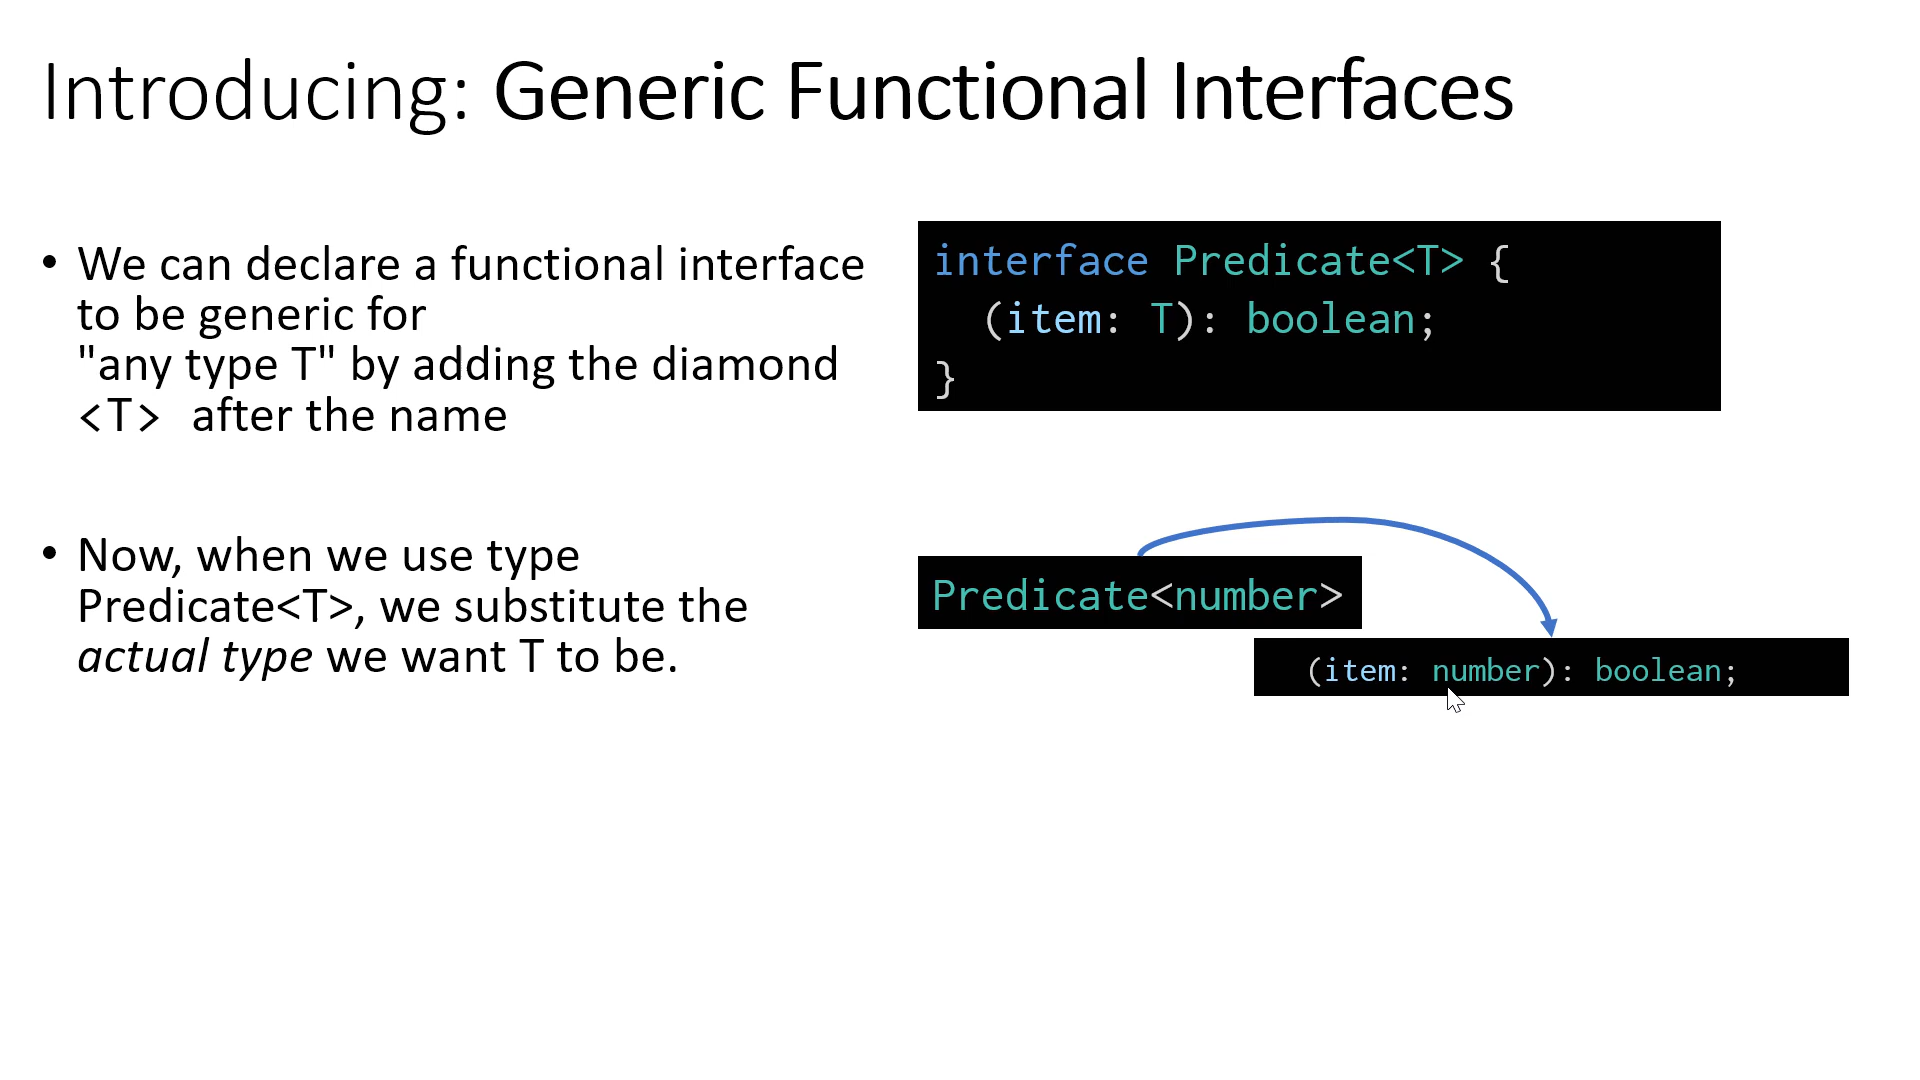 Introducing: Generic Functional Interfaces
• We can declare a functional interface
to be generic for
"any type T" by adding the diamond
<T> after the name
• Now, when we use type
Predicate<T>, we substitute the
actual type we want T to be.
interface Predicate<T> {
  (item: T): boolean;
}
Predicate<number>
(item: number): boolean;